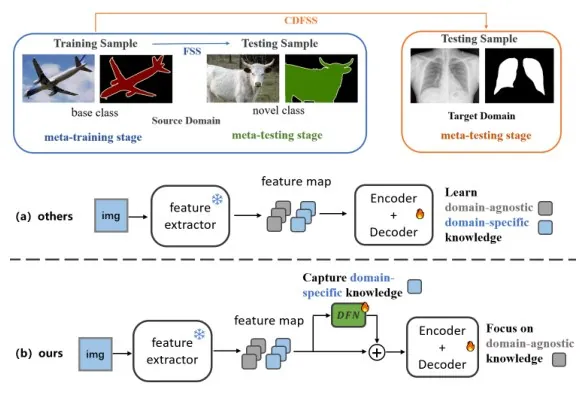 CDFSS
Training Sample
FSS
Testing Sample
Testing Sample
base class
novel class
Source Domain
Target Domain
meta-training stage
meta-testing stage
meta-testing stage
(a) others
img
feature
extractor
feature map
Encoder
+
Decoder
Learn
domain-agnostic
domain-specific
knowledge
Capture domain-
specific knowledge
(b) ours
img
feature
extractor
feature map
DFN
+
Encoder
+
Decoder
Focus on
domain-agnostic
knowledge